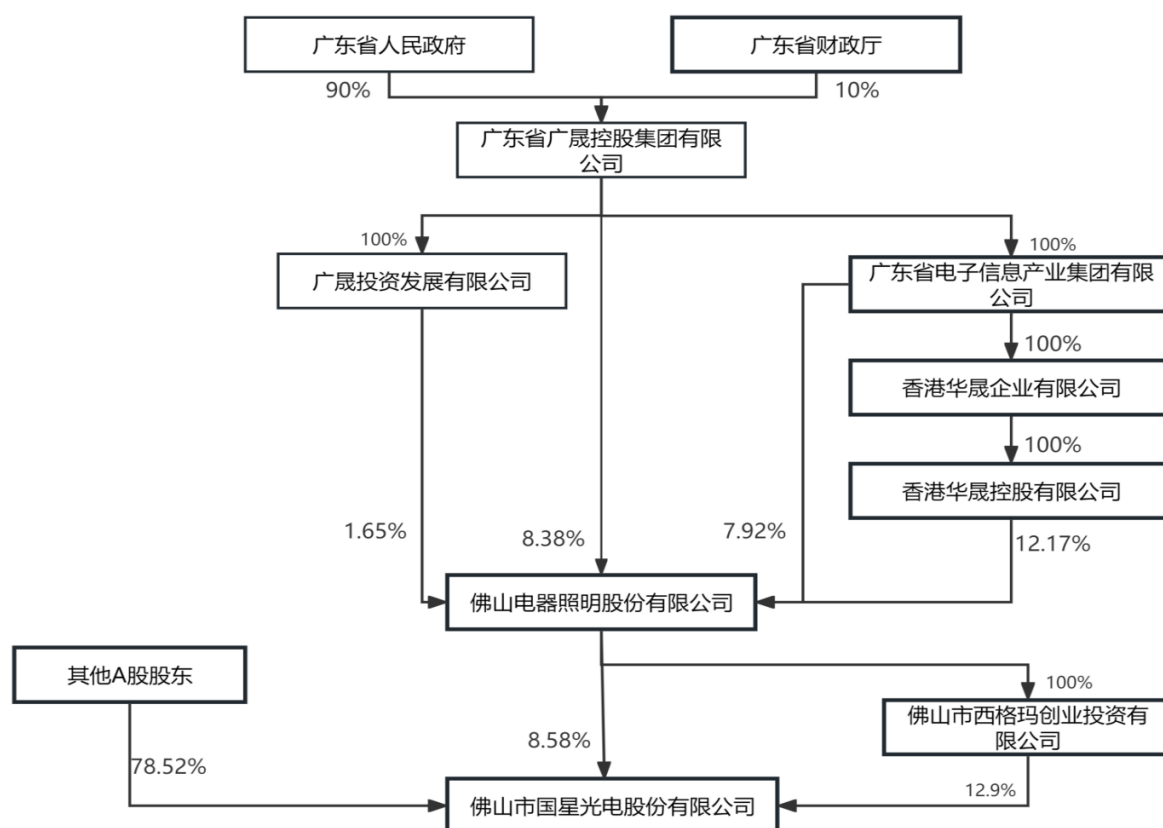 广东省人民政府
广东省财政厅
90%
10%
广东省广晟控股集团有限
公司
100%
100%
广晟投资发展有限公司
广东省电子信息产业集团有限
公司
100%
香港华晟企业有限公司
100%
香港华晟控股有限公司
1.65%
8.38%
7.92%
12.17%
佛山电器照明股份有限公司
其他A股股东
100%
佛山市西格玛创业投资有
限公司
8.58%
78.52%
12.9%
佛山市国星光电股份有限公司